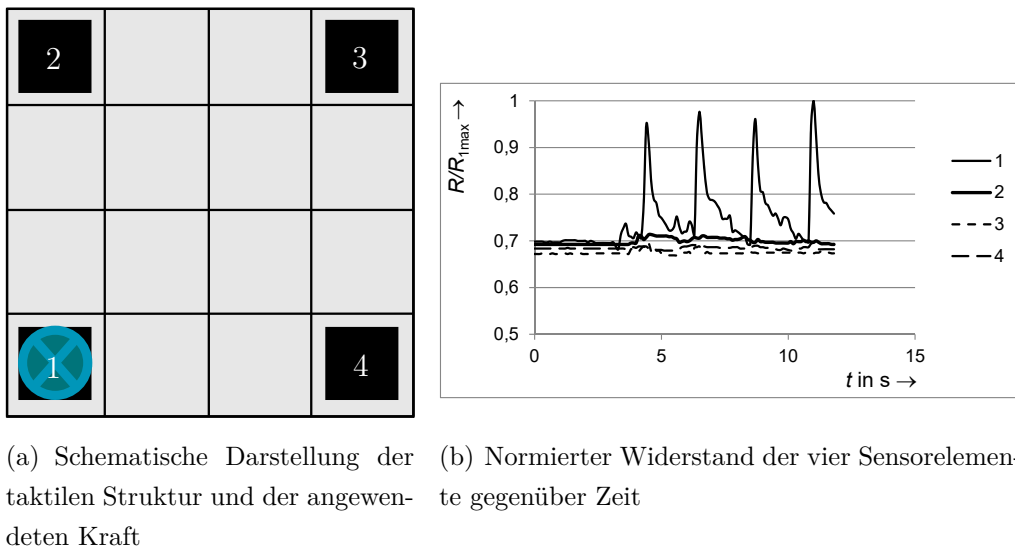 2
3
1
4
R/R1max →
1
0,9
0,8
0,7
0,6
0,5
0
5
10
15
t in s →
1
2
3
4
(a) Schematische Darstellung der
taktilen Struktur und der angewen-
deten Kraft
(b) Normierter Widerstand der vier Sensorelemen-
te gegenüber Zeit